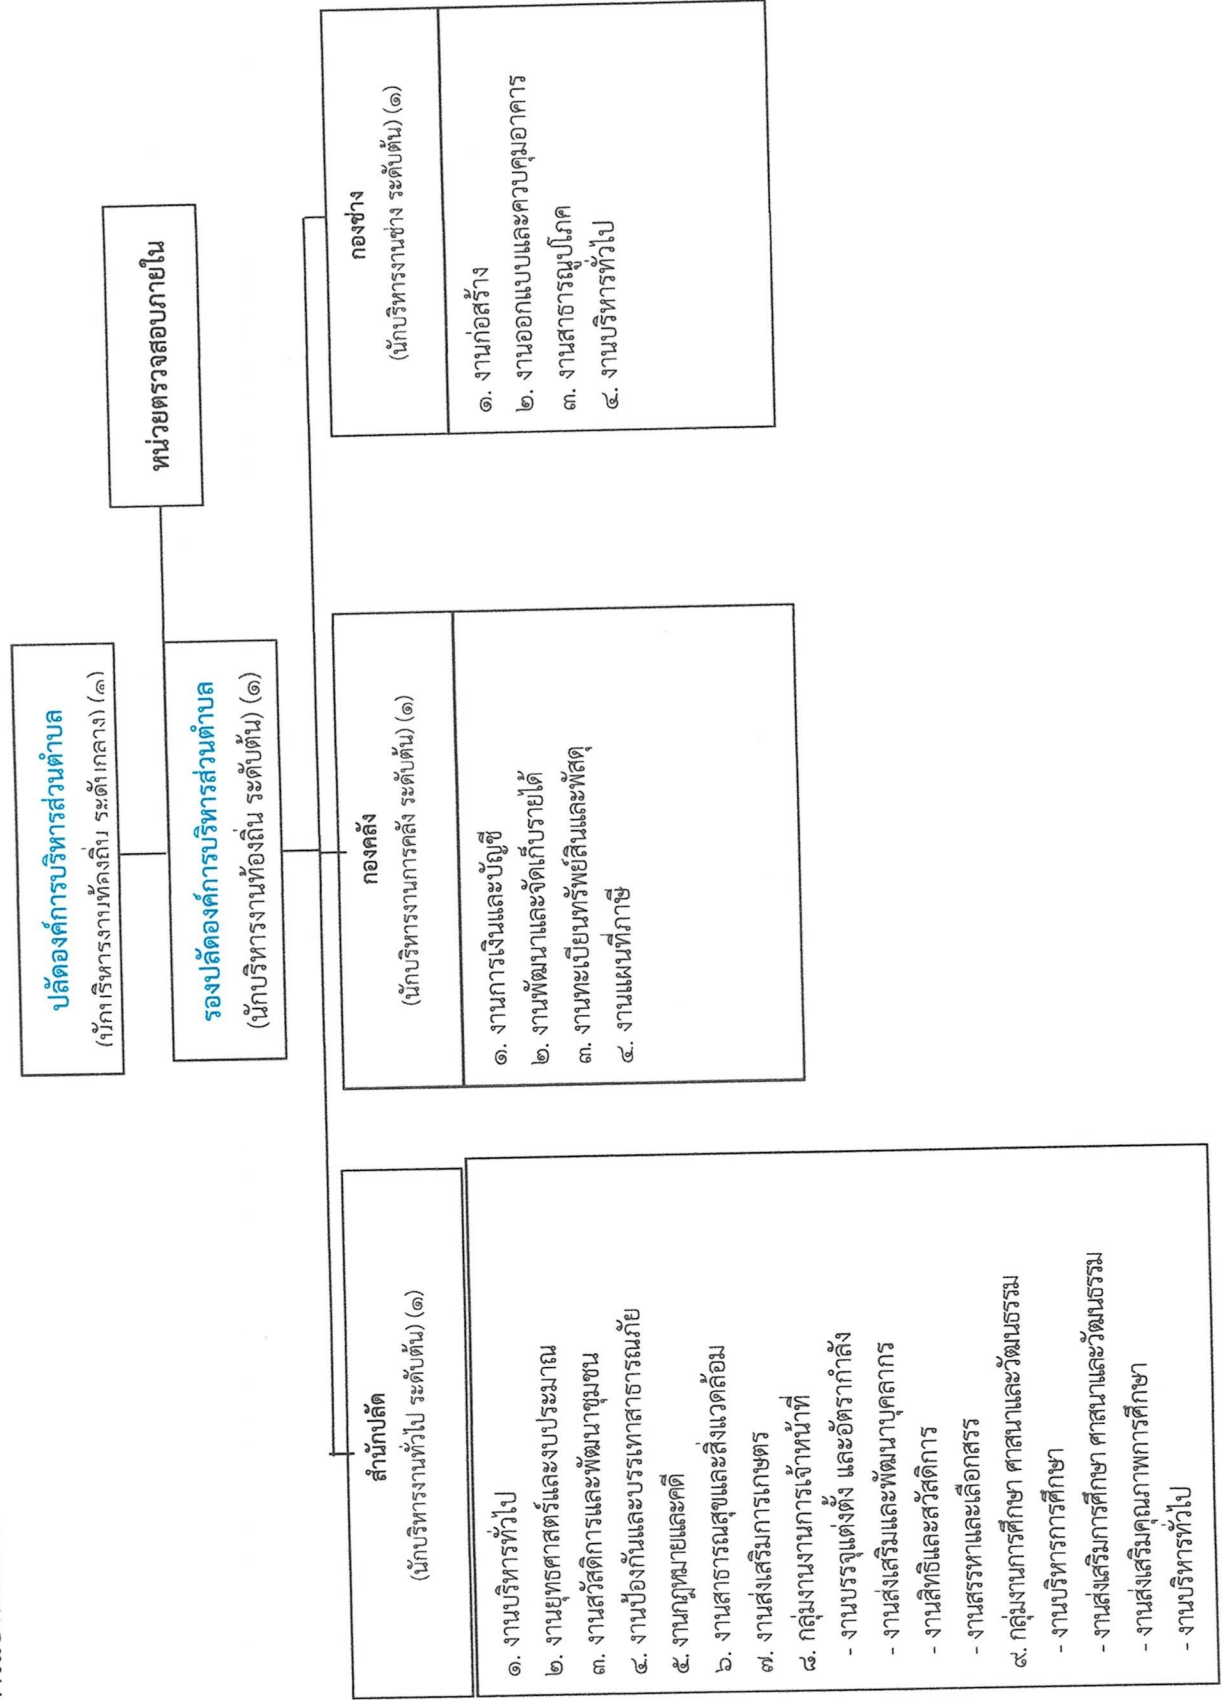 ปลัดองค์การบริหารส่วนตำบล
(นักบริหารงานท้องถิ่น ระดับกลาง) (๑)
รองปลัดองค์การบริหารส่วนตำบล
(นักบริหารงานท้องถิ่น ระดับต้น) (๑)
หน่วยตรวจสอบภายใน
สำนักปลัด
(นักบริหารงานทั่วไป ระดับต้น) (๑)
๑. งานบริหารทั่วไป
๒. งานยุทธศาสตร์และงบประมาณ
๓. งานสวัสดิการและพัฒนาชุมชน
๔. งานป้องกันและบรรเทาสาธารณภัย
๕. งานกฎหมายและคดี
๖. งานสาธารณสุขและสิ่งแวดล้อม
๗. งานส่งเสริมการเกษตร
๘. กลุ่มงานงานการเจ้าหน้าที่
- งานบรรจุแต่งตั้ง และอัตรากำลัง
- งานส่งเสริมและพัฒนาบุคลากร
- งานสิทธิและสวัสดิการ
- งานสรรหาและเลือกสรร
๙. กลุ่มงานการศึกษา ศาสนาและวัฒนธรรม
- งานบริหารการศึกษา
- งานส่งเสริมการศึกษา ศาสนาและวัฒนธรรม
- งานส่งเสริมคุณภาพการศึกษา
- งานบริหารทั่วไป
กองคลัง
(นักบริหารงานการคลัง ระดับต้น) (๑)
๑. งานการเงินและบัญชี
๒. งานพัฒนาและจัดเก็บรายได้
๓. งานทะเบียนทรัพย์สินและพัสดุ
๔. งานแผนที่ภาษี
กองช่าง
(นักบริหารงานช่าง ระดับต้น) (๑)
๑. งานก่อสร้าง
๒. งานออกแบบและควบคุมอาคาร
๓. งานสาธารณูปโภค
๔. งานบริหารทั่วไป